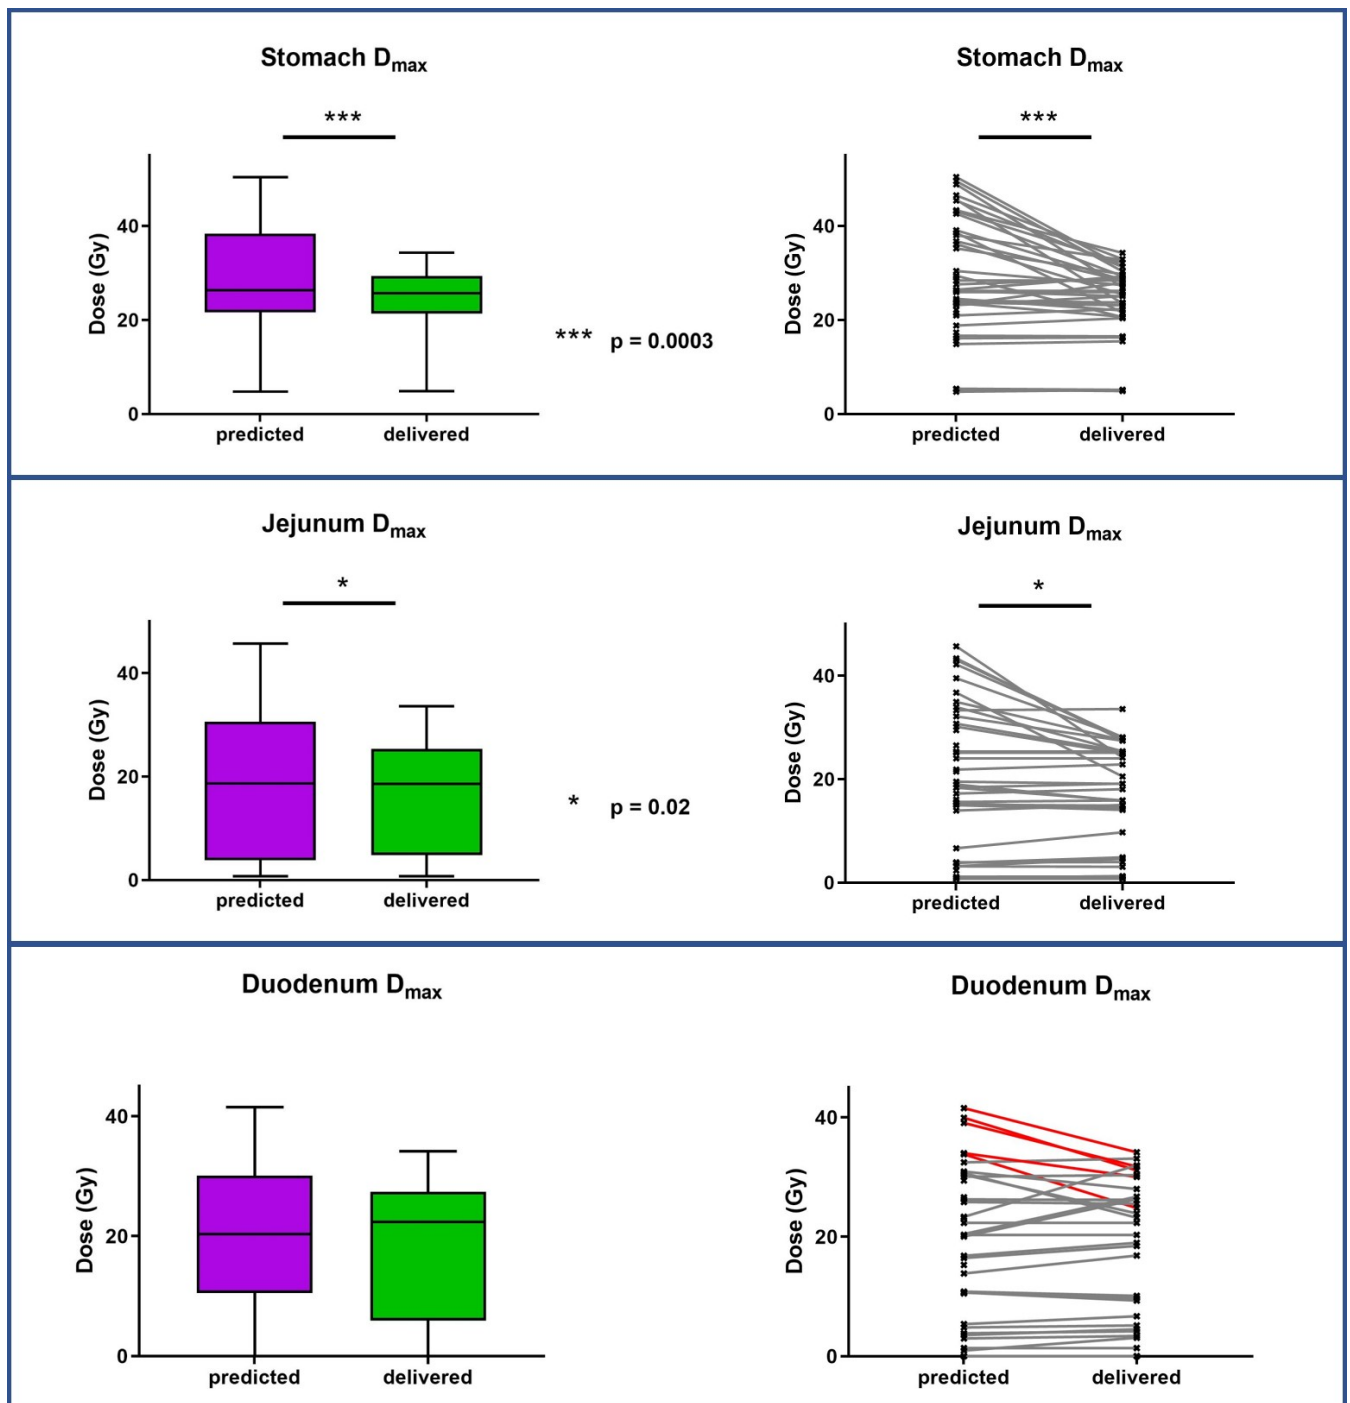 Stomach Dmax
***
Dose (Gy)
40
20
0
predicted delivered
*** p = 0.0003
Stomach Dmax
***
Dose (Gy)
40
20
0
predicted delivered
Jejunum Dmax
*
Dose (Gy)
40
20
0
predicted delivered
* p = 0.02
Jejunum Dmax
*
Dose (Gy)
40
20
0
predicted delivered
Duodenum Dmax
Dose (Gy)
40
20
0
predicted delivered
Duodenum Dmax
Dose (Gy)
40
20
0
predicted delivered